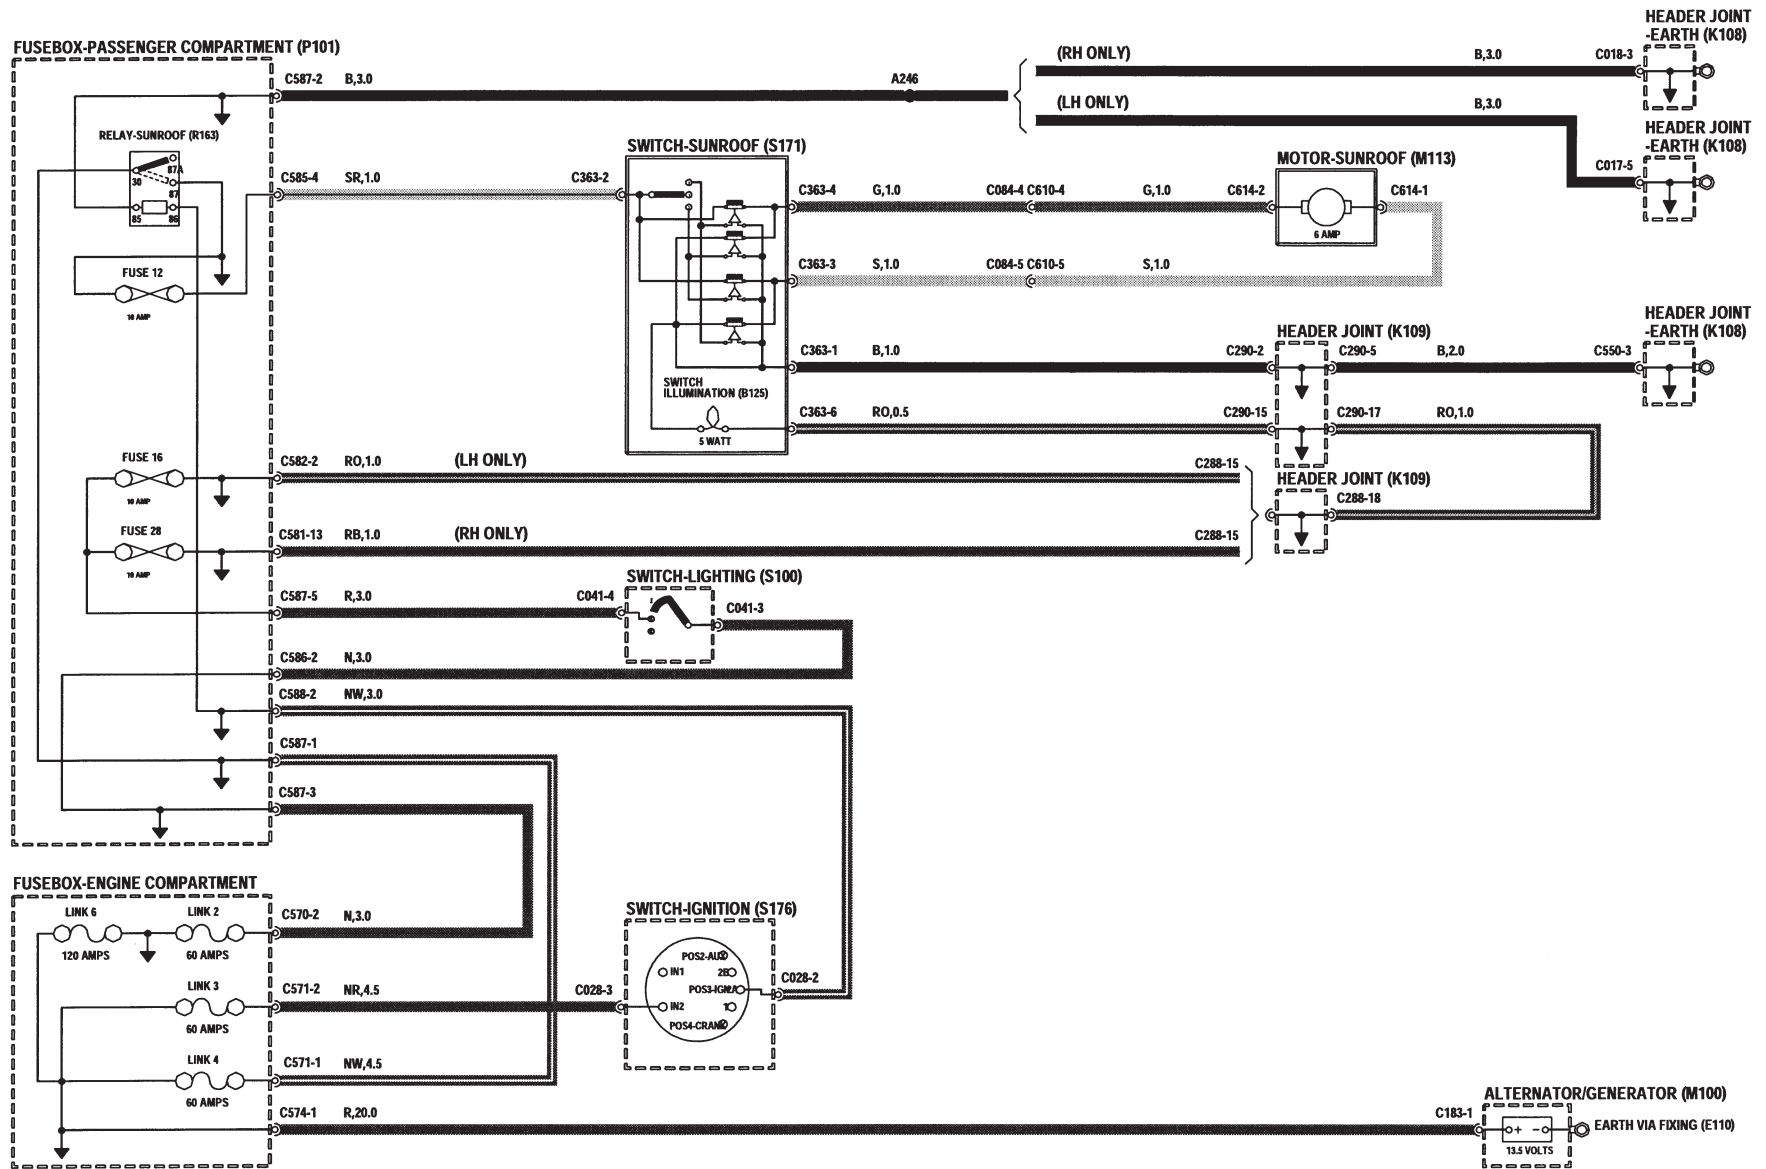 HEADER JOINT
-EARTH (K108)
FUSEBOX-PASSENGER COMPARTMENT (P101)
(RH ONLY)
B,3.0
C018-3
C587-2
B,3.0
A246
(LH ONLY)
B,3.0
HEADER JOINT
-EARTH (K108)
RELAY-SUNROOF (R163)
SWITCH-SUNROOF (S171)
MOTOR-SUNROOF (M113)
C017-5
87A
30
87
85
86
C585-4
SR,1.0
C363-2
C363-4
G,1.0
C084-4
C610-4
G,1.0
C614-2
C614-1
6 AMP
FUSE 12
10 AMP
C363-3
S,1.0
C084-5
C610-5
S,1.0
HEADER JOINT
-EARTH (K108)
HEADER JOINT (K109)
C363-1
B,1.0
C290-2
C290-5
B,2.0
C550-3
SWITCH
ILLUMINATION (B125)
C363-6
RO,0.5
C290-15
C290-17
RO,1.0
5 WATT
FUSE 16
10 AMP
C582-2
RO,1.0
(LH ONLY)
C288-15
HEADER JOINT (K109)
C288-18
FUSE 28
10 AMP
C581-13
RB,1.0
(RH ONLY)
C288-15
SWITCH-LIGHTING (S100)
C587-5
R,3.0
C041-4
C041-3
C586-2
N,3.0
C588-2
NW,3.0
C587-1
C587-3
FUSEBOX-ENGINE COMPARTMENT
LINK 6
120 AMPS
LINK 2
60 AMPS
C570-2
N,3.0
SWITCH-IGNITION (S176)
POS2-AUX
IN1
2B
POS3-IGN
2A
IN2
1
POS4-CRANK
C028-2
LINK 3
60 AMPS
C571-2
NR,4.5
C028-3
LINK 4
60 AMPS
C571-1
NW,4.5
C574-1
R,20.0
C183-1
ALTERNATOR/GENERATOR (M100)
+ -
13.5 VOLTS
EARTH VIA FIXING (E110)